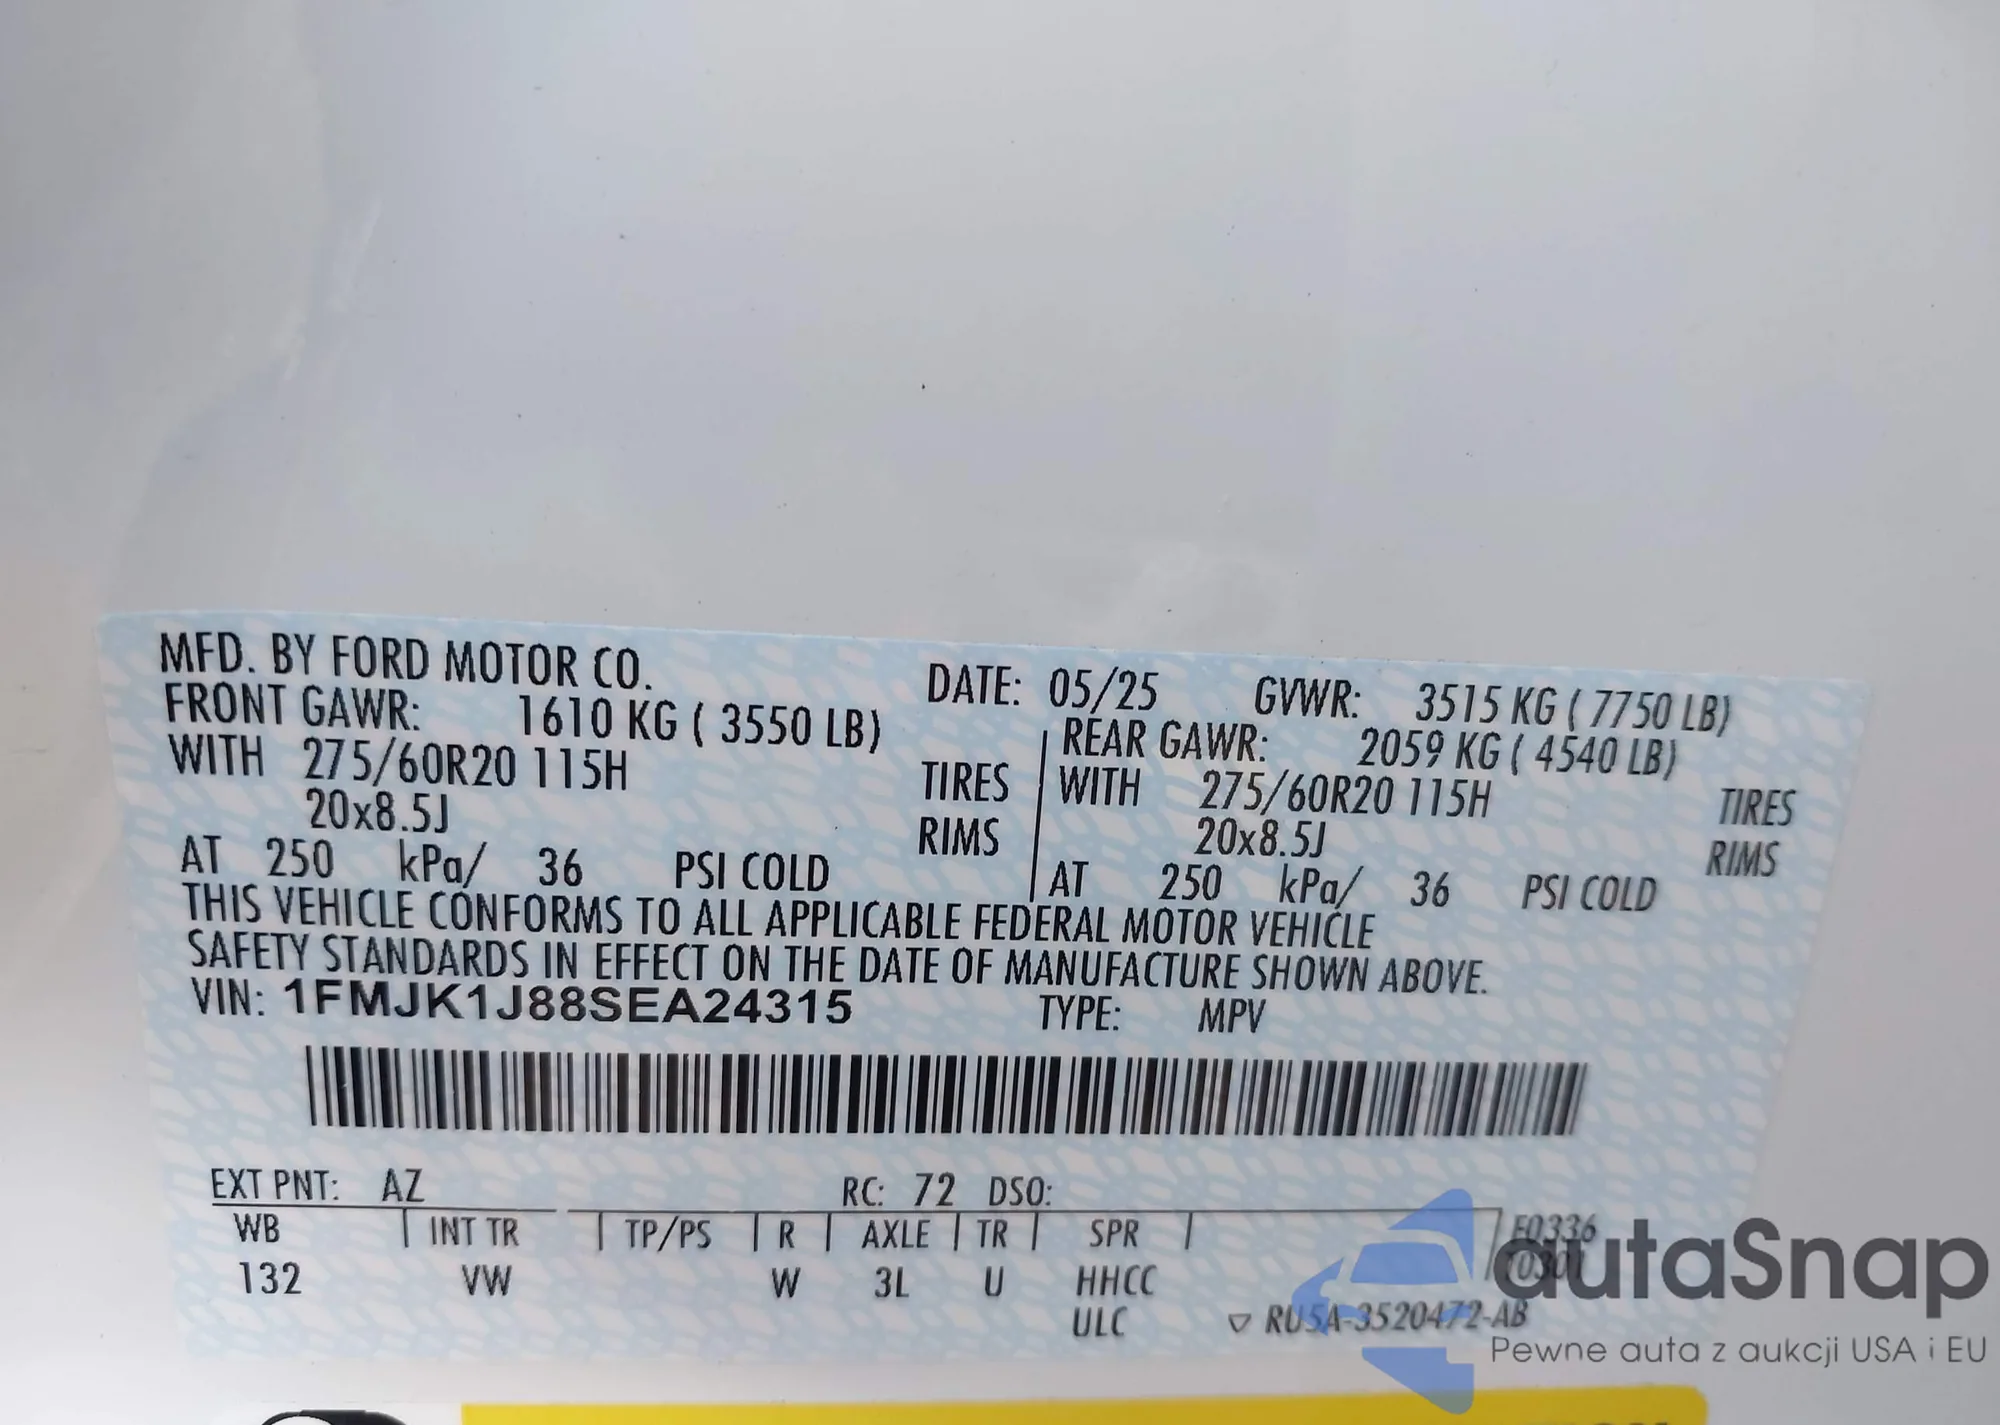 MFD. BY FORD MOTOR CO.
DATE: 05/25 GVWR: 3515 KG ( 7750 LB)
FRONT GAWR: 1610 KG ( 3550 LB)
REAR GAWR: 2059 KG ( 4540 LB)
WITH 275/60R20 115H TIRES
WITH 275/60R20 115H TIRES
20x8.5J RIMS
20x8.5J RIMS
AT 250 kPa/ 36 PSI COLD
AT 250 kPa/ 36 PSI COLD
THIS VEHICLE CONFORMS TO ALL APPLICABLE FEDERAL MOTOR VEHICLE
SAFETY STANDARDS IN EFFECT ON THE DATE OF MANUFACTURE SHOWN ABOVE.
VIN: 1FMJK1J88SEA24315 TYPE: MPV
EXT PNT: AZ RC: 72 DSO:
WB INT TR TP/PS R AXLE TR SPR
132 VW W 3L U HHCC
ULC
RU5A-3520472-AB
autaSnap
Pewne auta z aukcji USA i EU